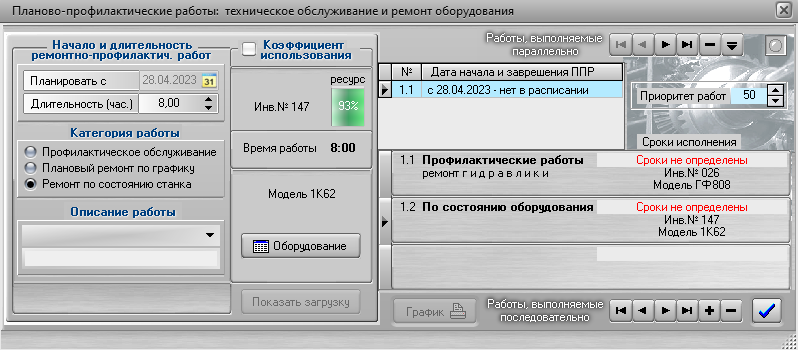 Планово-профилактические работы: техническое обслуживание и ремонт оборудования
Начало и длительность
ремонтно-профилактич. работ
Планировать с 28.04.2023 31
Длительность (час.) 8,00
Категория работы
Профилактическое обслуживание
Плановый ремонт по графику
Ремонт по состоянию станка
Описание работы
Коэффициент
использования
ресурс
Инв.№ 147 93%
Время работы 8:00
Модель 1К62
Оборудование
Показать загрузку
Работы, выполняемые
параллельно
№ Дата начала и завершения ППР
1.1 с 28.04.2023 - нет в расписании
Приоритет работ 50
Сроки исполнения
1.1 Профилактические работы Сроки не определены
ремонт г и д р а в л и к и Инв.№ 026
Модель ГФ808
1.2 По состоянию оборудования Сроки не определены
Инв.№ 147
Модель 1К62
График
Работы, выполняемые
последовательно